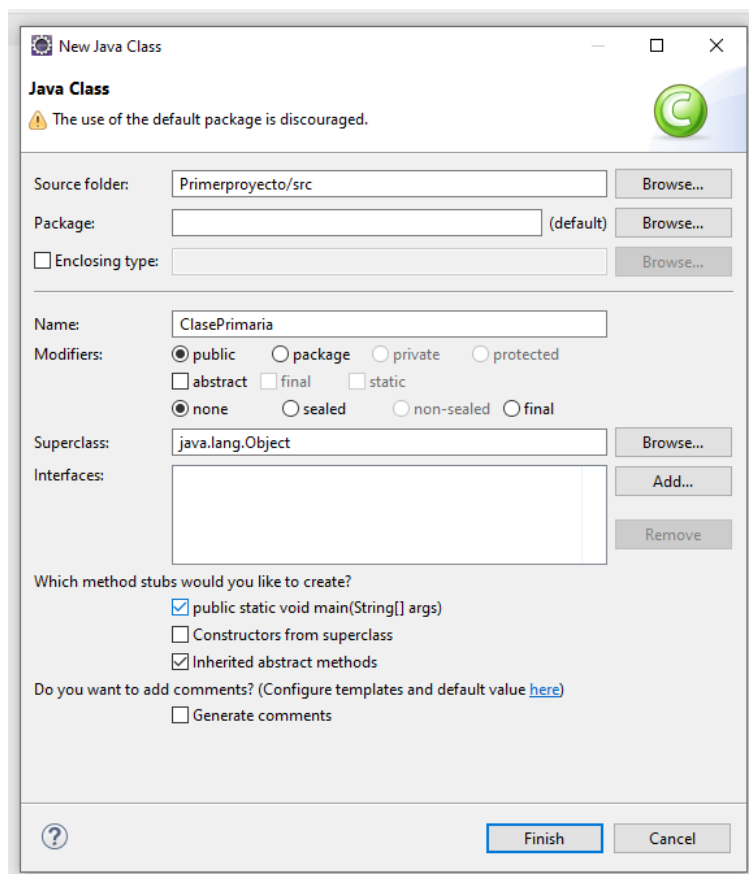 New Java Class
Java Class
The use of the default package is discouraged.
C
Source folder: Primerproyecto/src Browse...
Package: (default) Browse...
Enclosing type: Browse...
Name: ClasePrimaria
Modifiers: public package private protected
abstract final static
none sealed non-sealed final
Superclass: java.lang.Object Browse...
Interfaces: Add...
Remove
Which method stubs would you like to create?
public static void main(String[] args)
Constructors from superclass
Inherited abstract methods
Do you want to add comments? (Configure templates and default value here)
Generate comments
? Finish Cancel